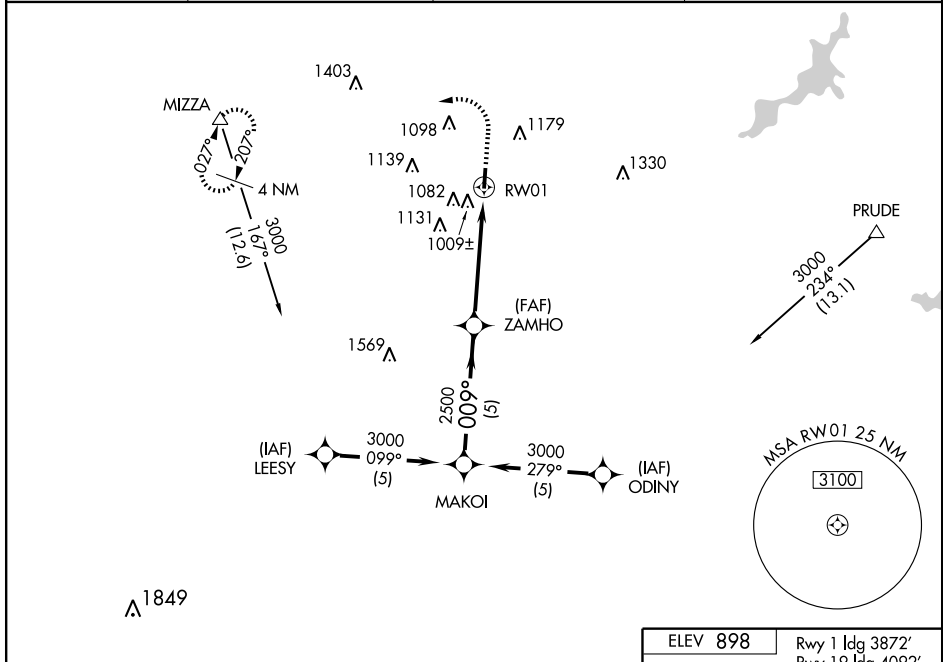 1403
MIZZA
1098
1179
027°
207°
1139
1330
4 NM
1082
RW01
1131
1009±
PRUDE
3000
167°
(12.6)
3000
234°
(13.1)
(FAF)
ZAMHO
1569
2500
009°
(5)
MSA RW01 25 NM
3100
(IAF)
LEESY
3000
099°
(5)
3000
279°
(5)
(IAF)
ODINY
MAKOI
1849
ELEV 898
Rwy 1 ldg 3872'